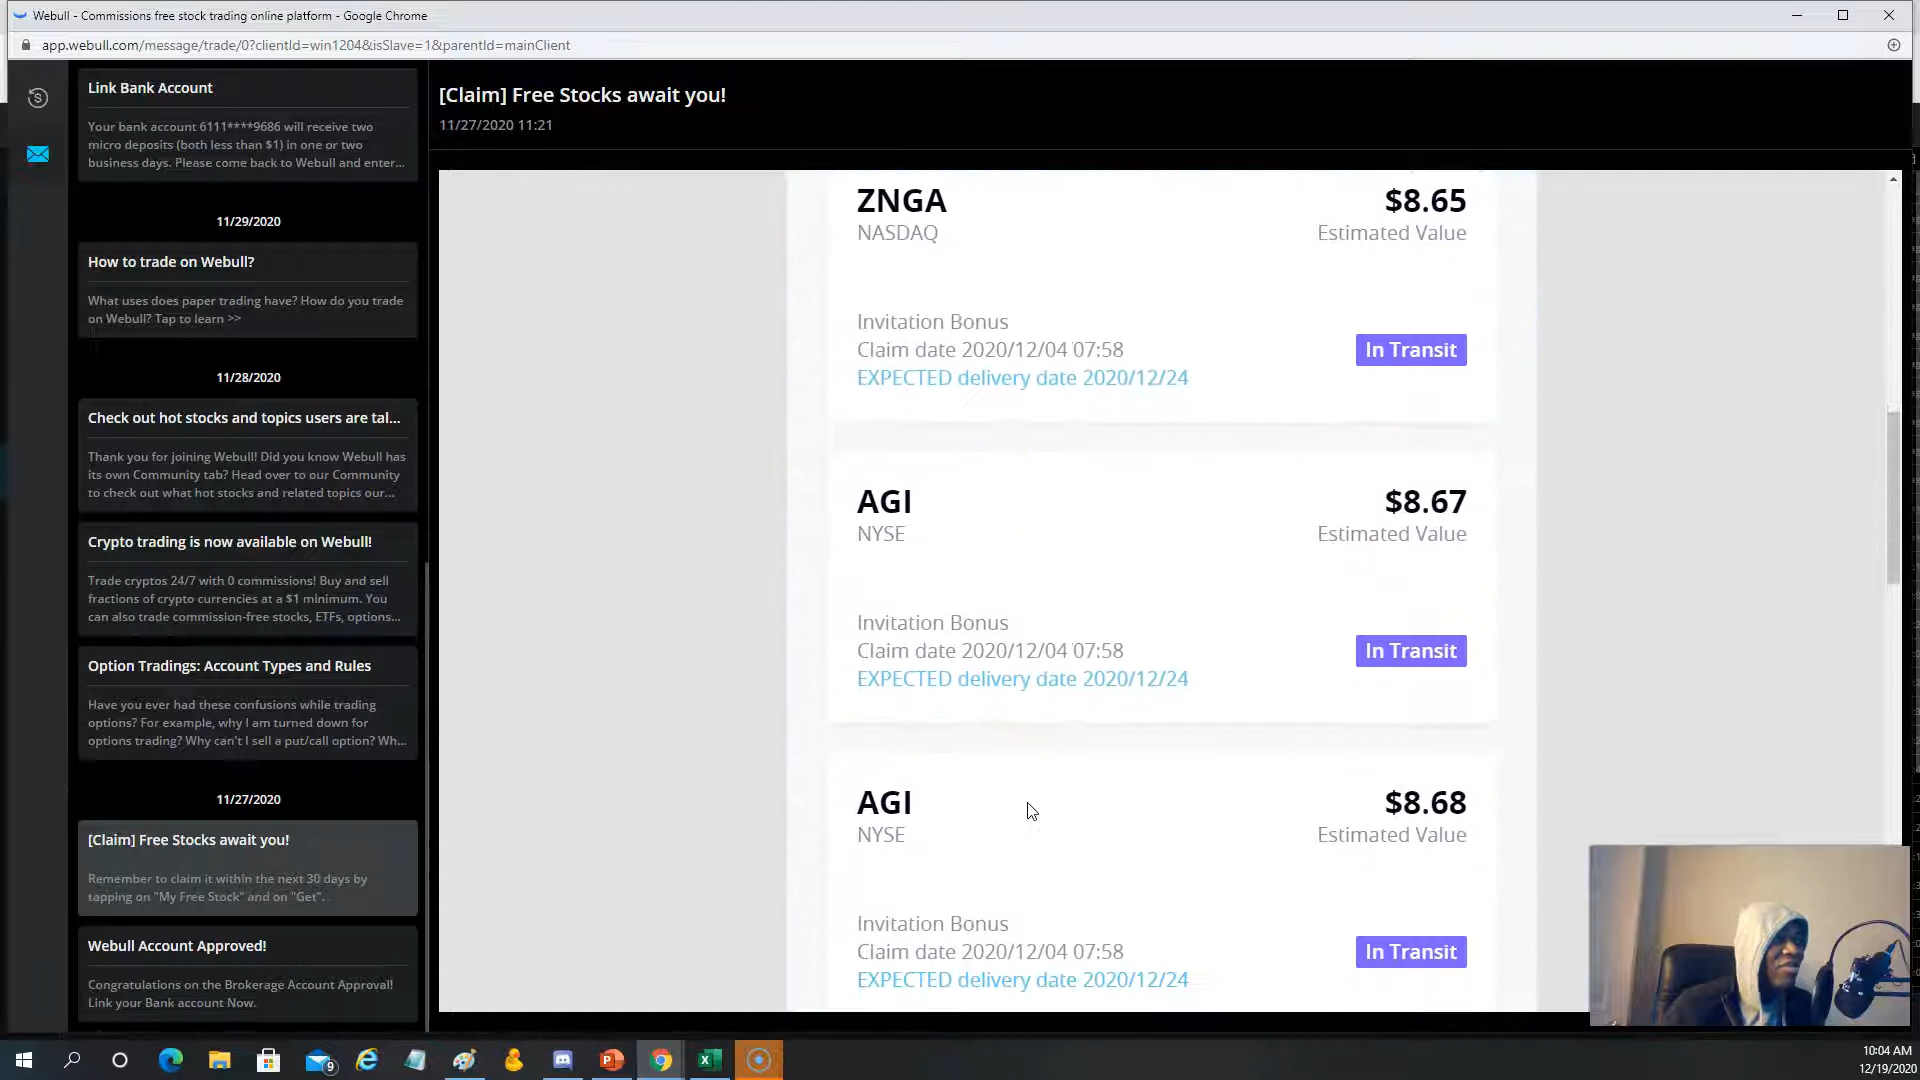 Webull - Commissions free stock trading online platform - Google Chrome
app.webull.com/message/trade/0?clientId=win1204&isSlave=1&parentId=mainClient
Link Bank Account
Your bank account 6111****9686 will receive two
micro deposits (both less than $1) in one or two
business days. Please come back to Webull and enter...
11/29/2020
How to trade on Webull?
What uses does paper trading have? How do you trade
on Webull? Tap to learn >>
11/28/2020
Check out hot stocks and topics users are tal...
Thank you for joining Webull! Did you know Webull has
its own Community tab? Head over to our Community
to check out what hot stocks and related topics our...
Crypto trading is now available on Webull!
Trade cryptos 24/7 with 0 commissions! Buy and sell
fractions of crypto currencies at a $1 minimum. You
can also trade commission-free stocks, ETFs, options...
Option Tradings: Account Types and Rules
Have you ever had these confusions while trading
options? For example, why I am turned down for
options trading? Why can't I sell a put/call option? Wh...
11/27/2020
[Claim] Free Stocks await you!
Remember to claim it within the next 30 days by
tapping on "My Free Stock" and on "Get".
Webull Account Approved!
Congratulations on the Brokerage Account Approval!
Link your Bank account Now.
[Claim] Free Stocks await you!
11/27/2020 11:21
ZNGA $8.65
NASDAQ Estimated Value
Invitation Bonus
Claim date 2020/12/04 07:58 In Transit
EXPECTED delivery date 2020/12/24
AGI $8.67
NYSE Estimated Value
Invitation Bonus
Claim date 2020/12/04 07:58 In Transit
EXPECTED delivery date 2020/12/24
AGI $8.68
NYSE Estimated Value
Invitation Bonus
Claim date 2020/12/04 07:58 In Transit
EXPECTED delivery date 2020/12/24
9
10:04 AM
12/19/2020